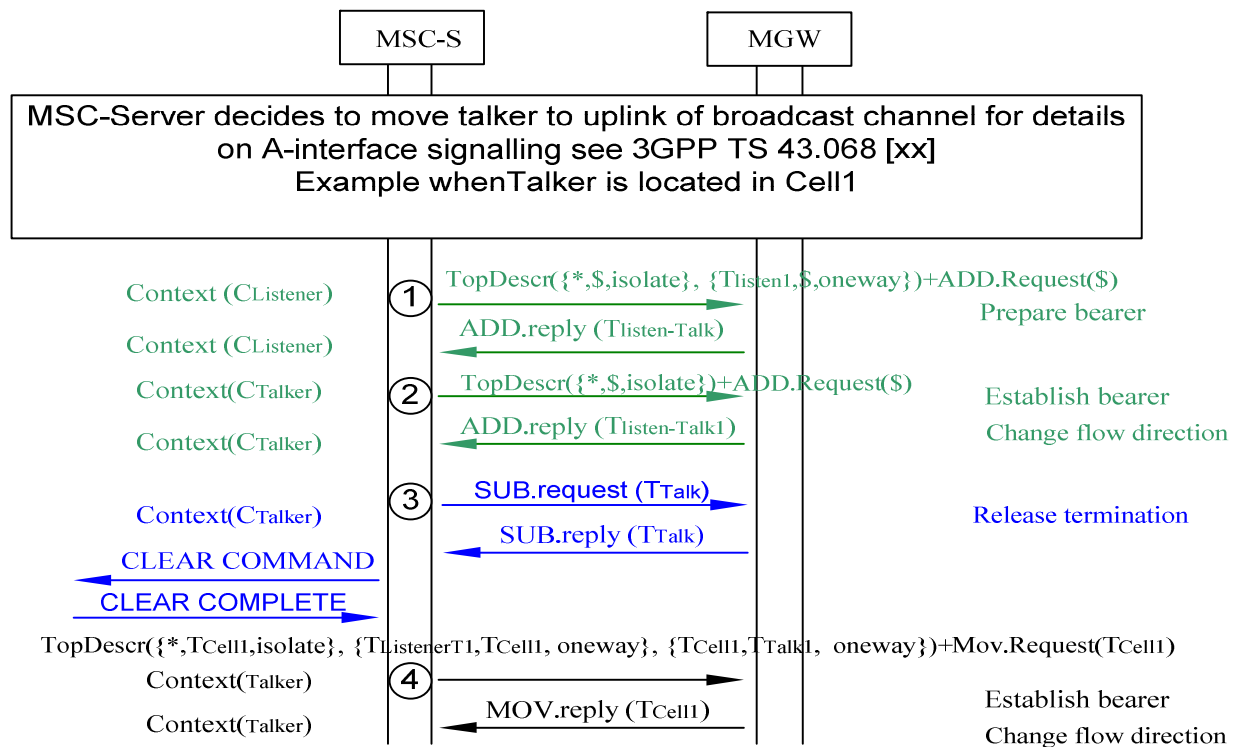 MSC-S MGW
MSC-Server decides to move talker to uplink of broadcast channel for details
on A-interface signalling see 3GPP TS 43.068 [xx]
Example whenTalker is located in Cell1
TopDescr({*,$,isolate}, {Tlisten1,$,oneway})+ADD.Request($)
Context (CListener) 1
Prepare bearer
ADD.reply (Tlisten-Talk)
Context (CListener)
Context(CTalker) 2 TopDescr({*,$,isolate})+ADD.Request($)
Establish bearer
ADD.reply (Tlisten-Talk1)
Context(CTalker) Change flow direction
3 SUB.request (TTalk)
Context(CTalker) Release termination
SUB.reply (TTalk)
CLEAR COMMAND
CLEAR COMPLETE
TopDescr({*,TCell1,isolate}, {TListenerT1,TCell1, oneway}, {TCell1,TTalk1, oneway})+Mov.Request(TCell1)
Context(Talker) 4
Establish bearer
MOV.reply (TCell1)
Context(Talker)
Change flow direction